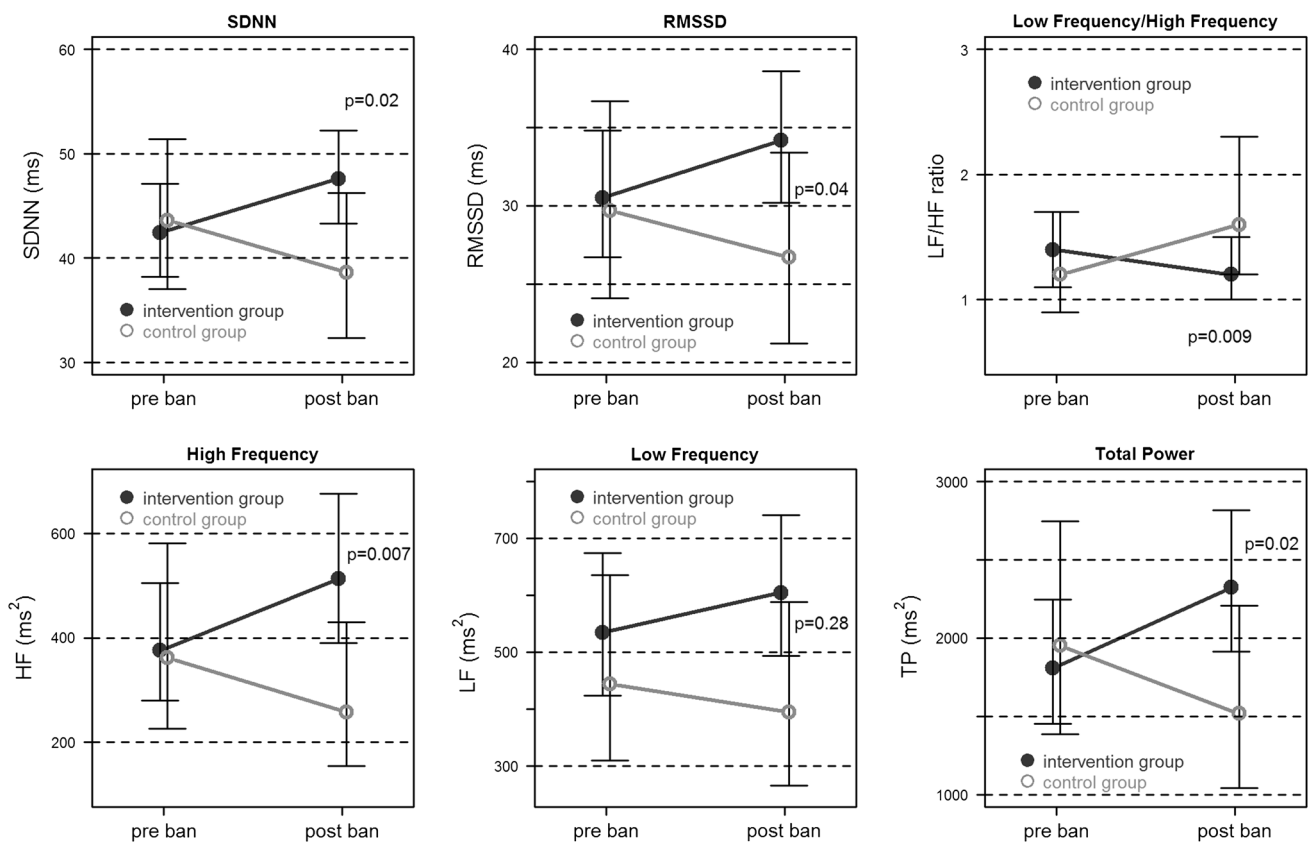 SDNN
60
50
40
30
SDNN (ms)
p=0.02
intervention group
control group
pre ban
post ban
RMSSD
40
30
20
RMSSD (ms)
p=0.04
intervention group
control group
pre ban
post ban
Low Frequency/High Frequency
3
2
1
LF/HF ratio
intervention group
control group
p=0.009
pre ban
post ban
High Frequency
600
400
200
HF (ms²)
intervention group
control group
p=0.007
pre ban
post ban
Low Frequency
700
500
300
LF (ms²)
intervention group
control group
p=0.28
pre ban
post ban
Total Power
3000
2000
1000
TP (ms²)
p=0.02
intervention group
control group
pre ban
post ban